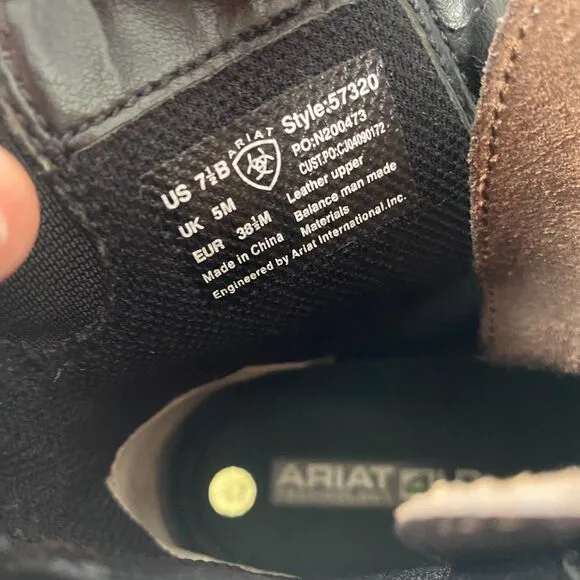 US 7½B
UK 5M
EUR 38½M
Made in China
Engineered by Ariat International.Inc.
ARIAT
Style:57320
PO:N200473
CUST.PO:CJ04090172
Leather upper
Balance man made
Materials
ARIAT